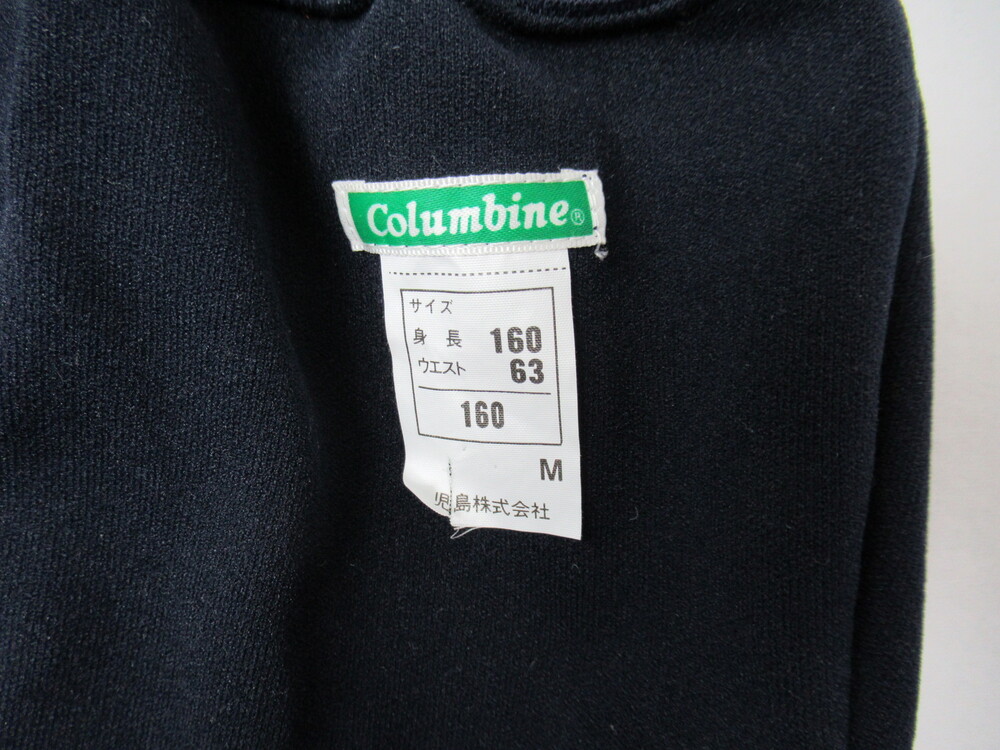 Columbine®
サイズ
身長 160
ウエスト 63
160
M
児島株式会社